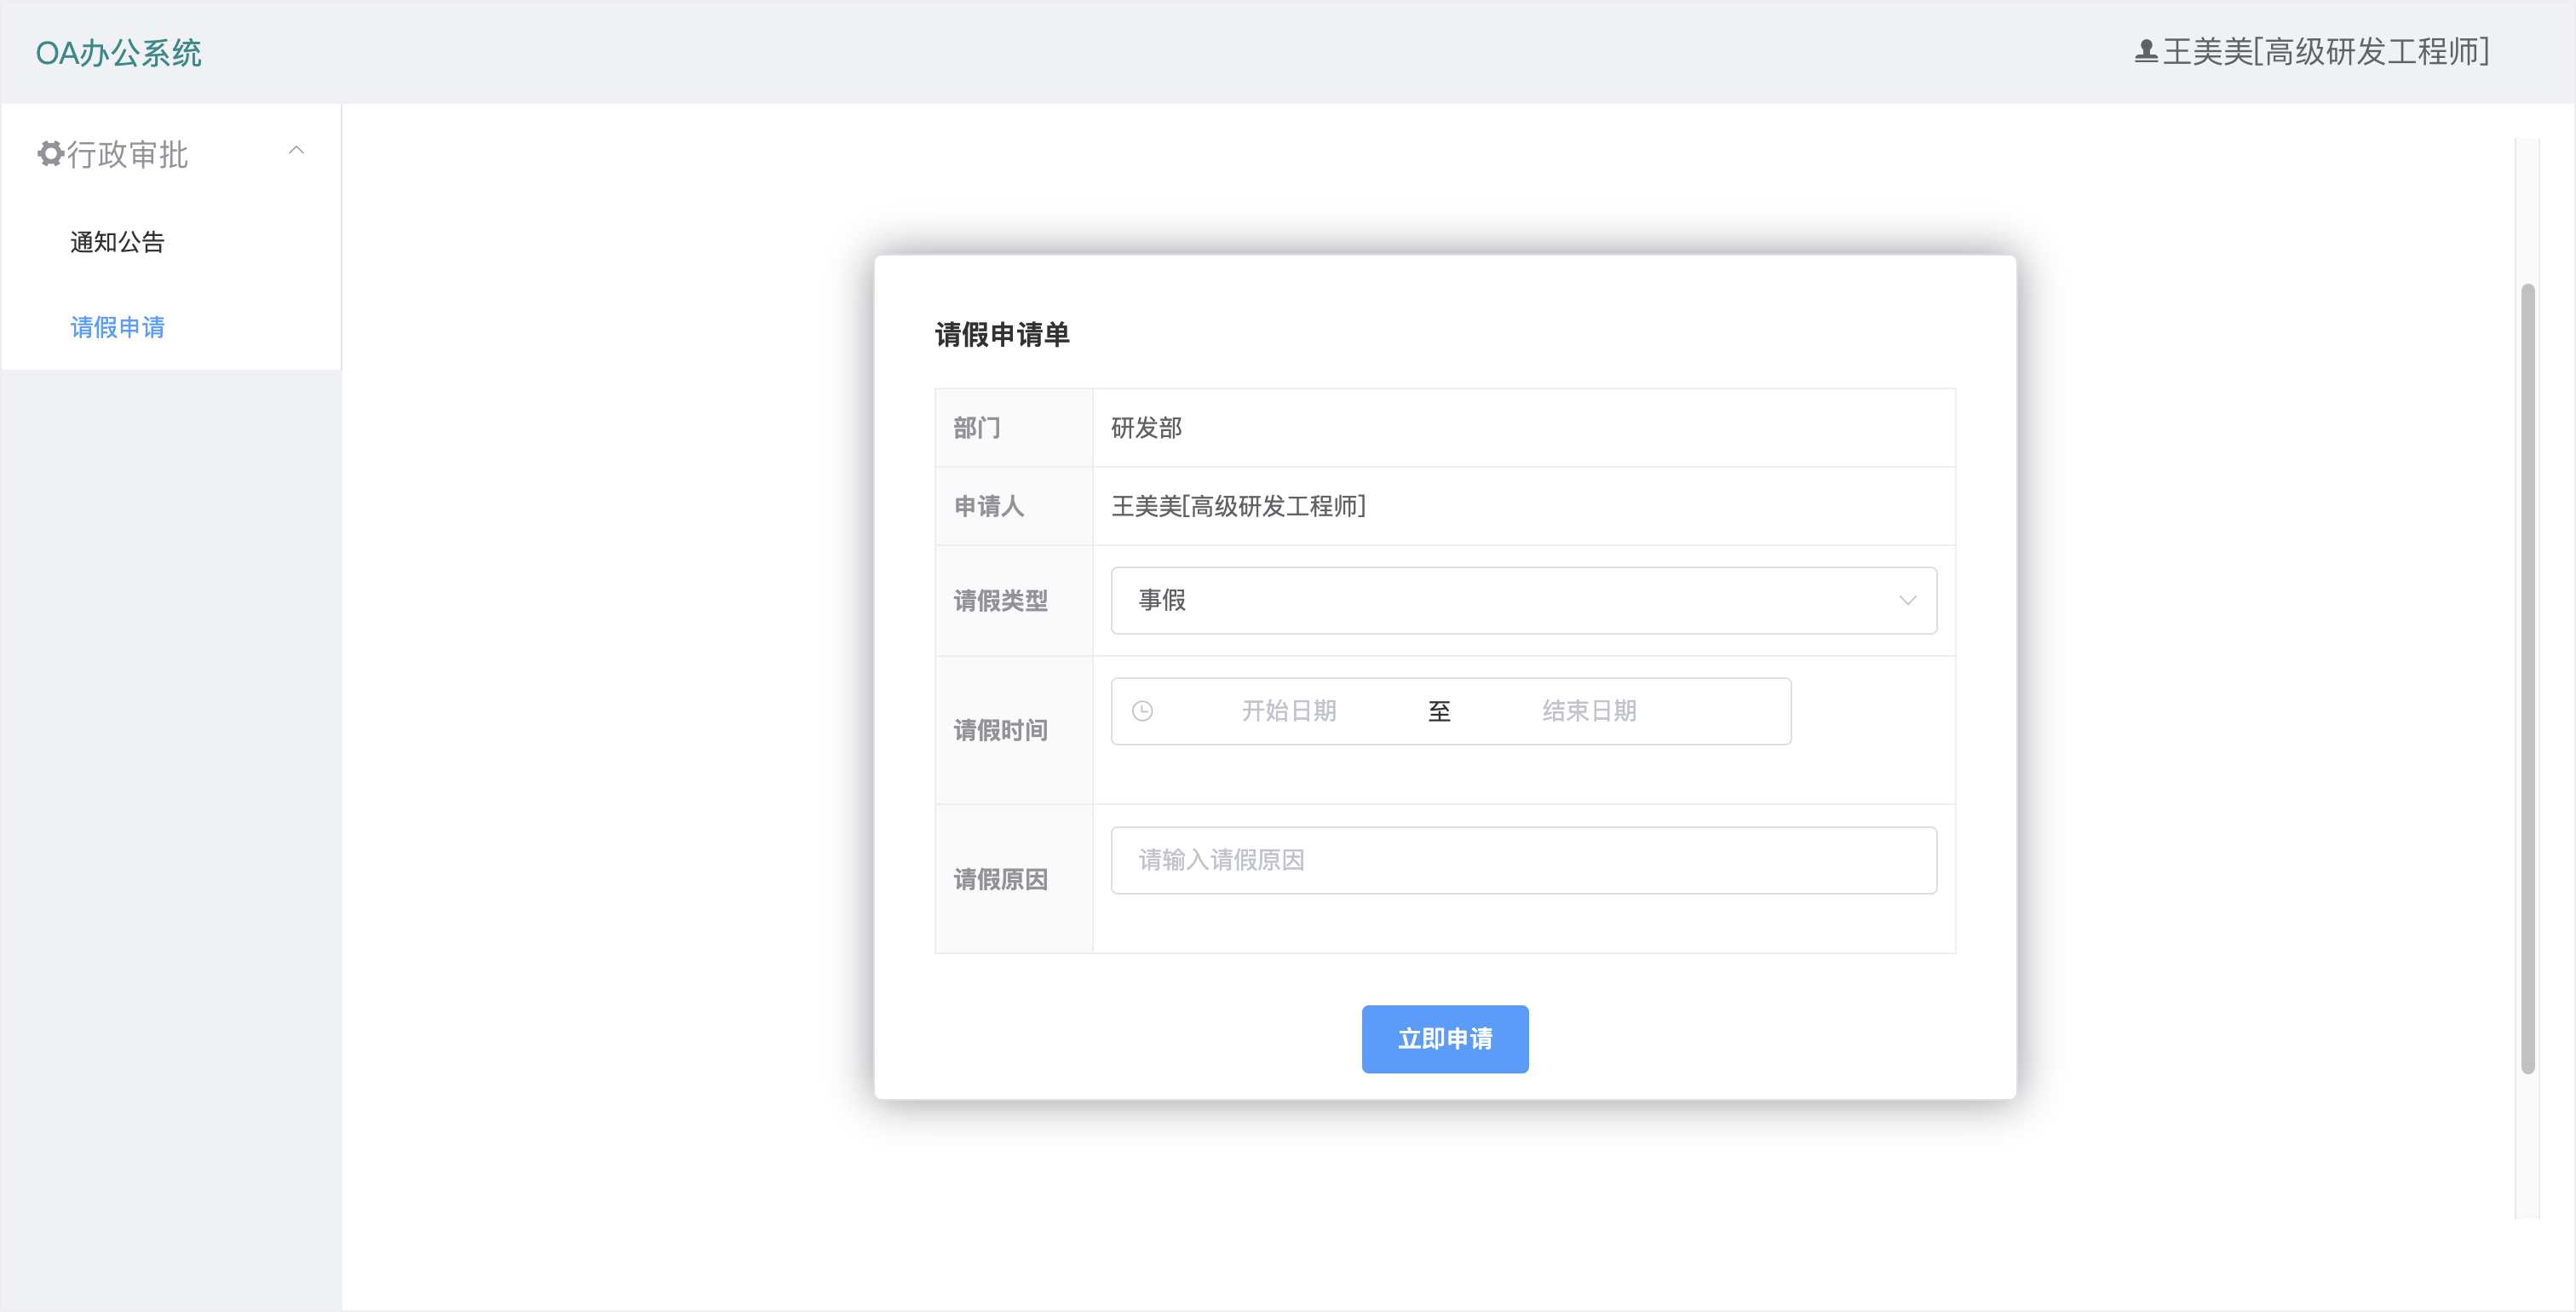 OA办公系统
王美美[高级研发工程师]
行政审批
通知公告
请假申请
请假申请单
部门 研发部
申请人 王美美[高级研发工程师]
请假类型 事假
请假时间 开始日期 至 结束日期
请假原因 请输入请假原因
立即申请